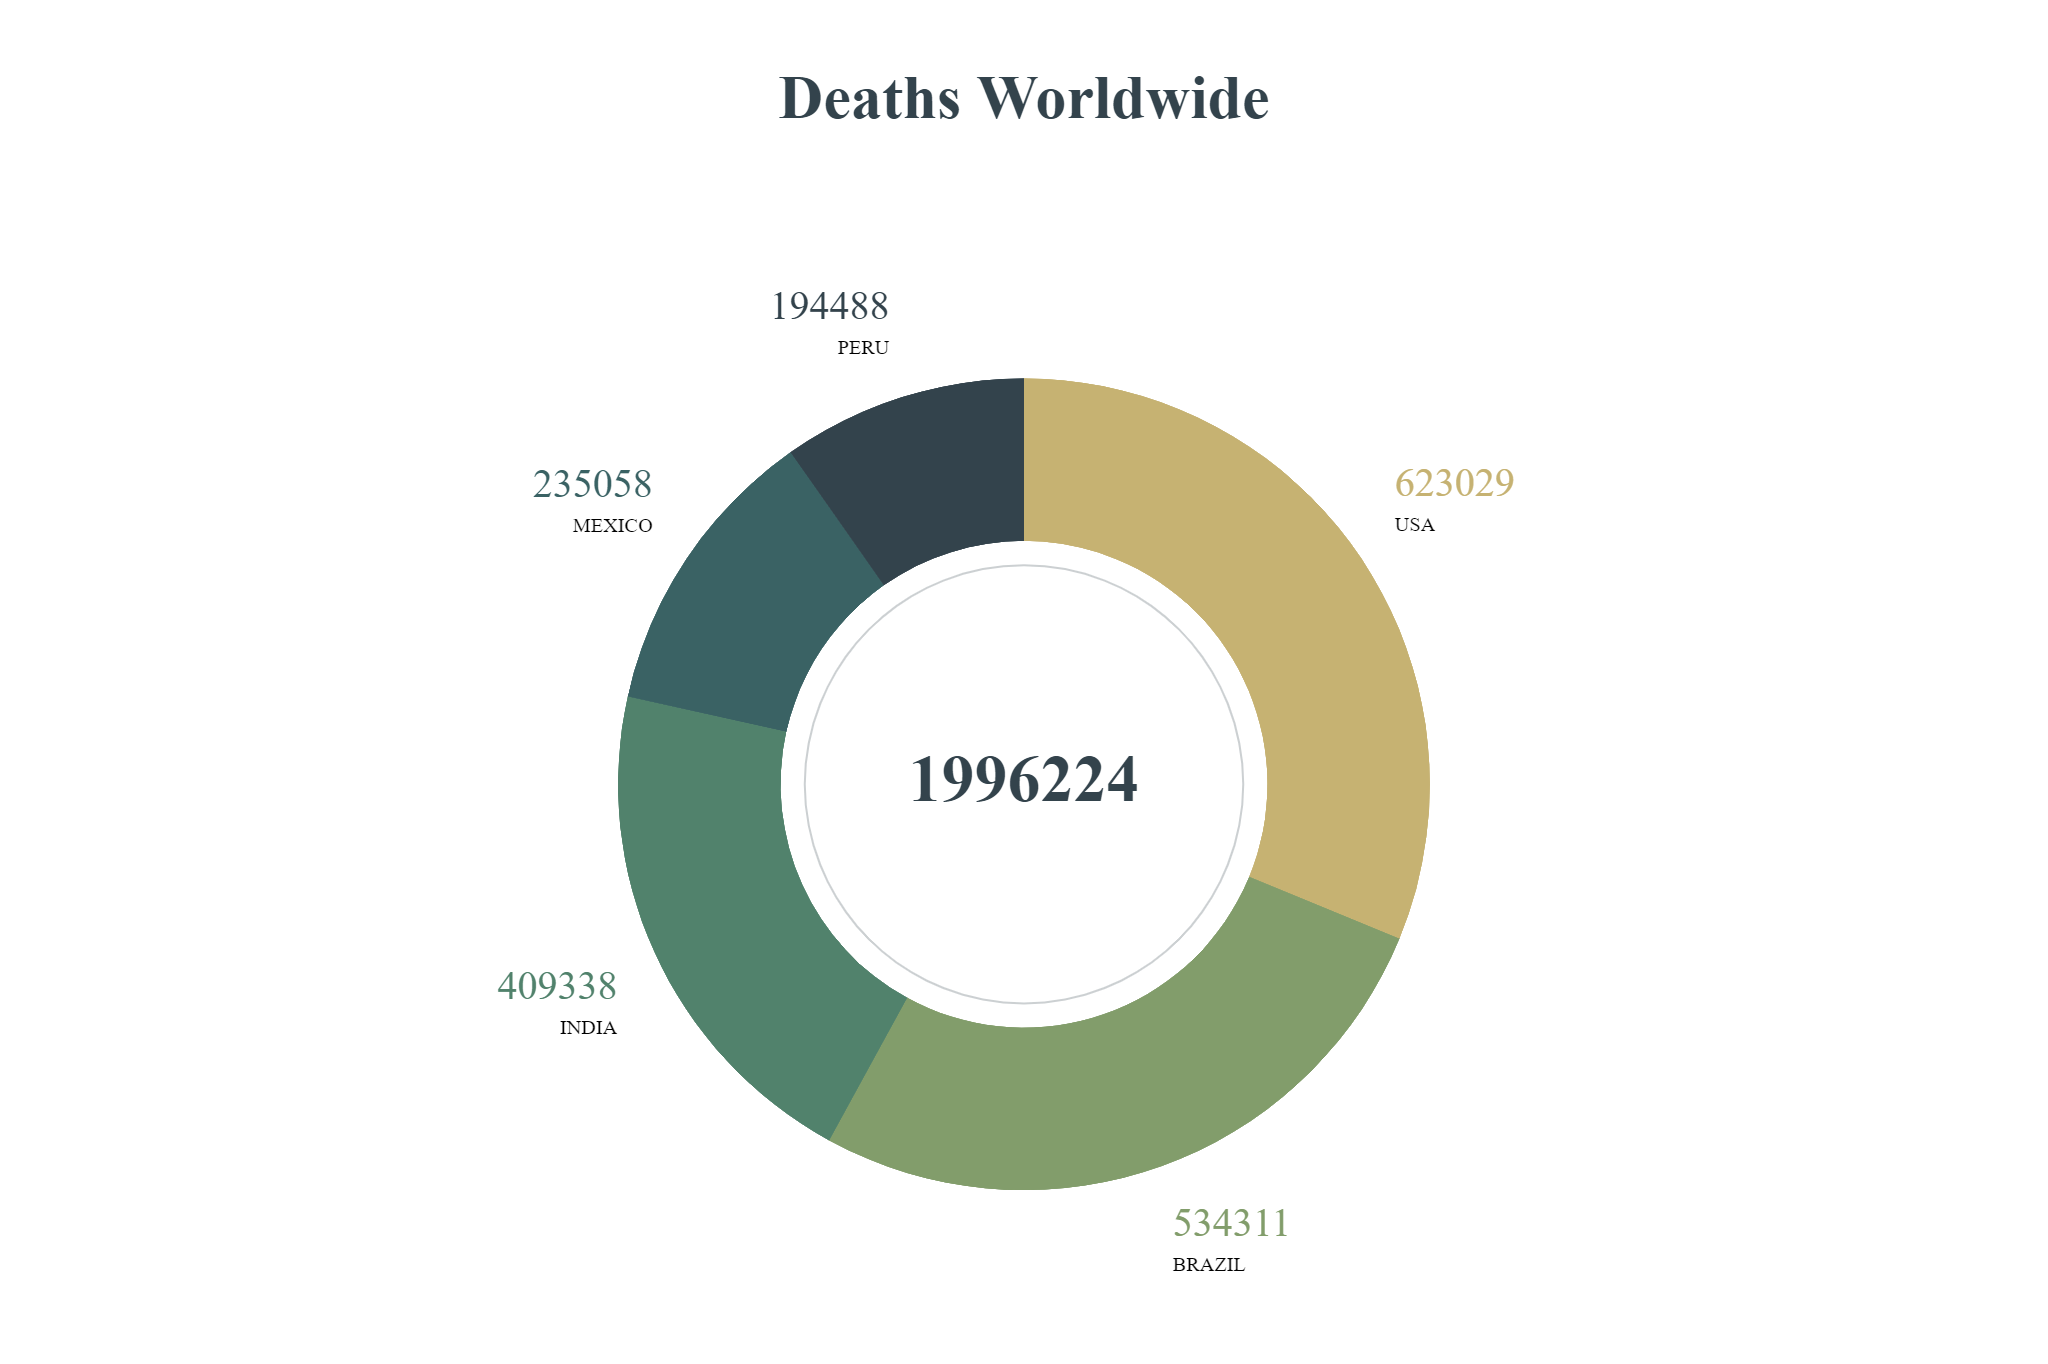 Deaths Worldwide
194488
PERU
235058
MEXICO
623029
USA
1996224
409338
INDIA
534311
BRAZIL